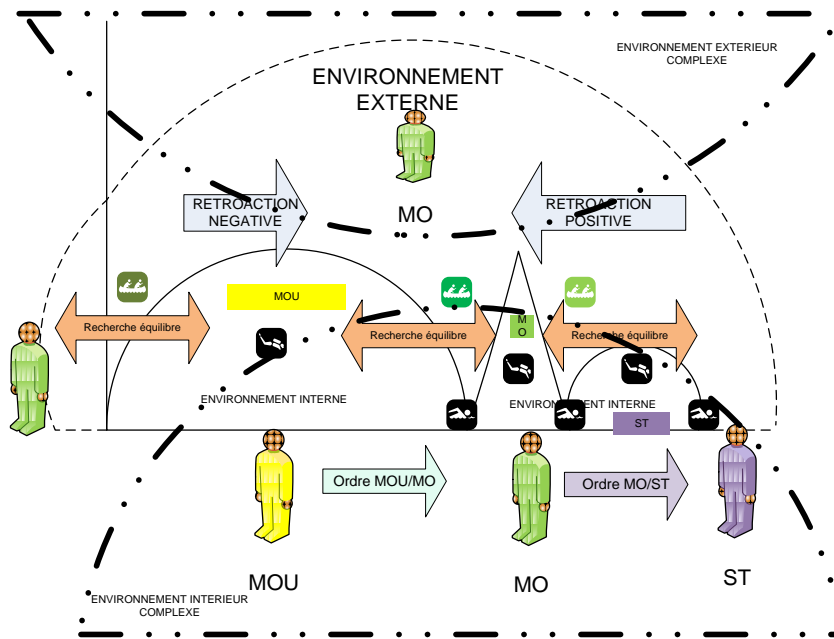 ENVIRONNEMENT EXTERIEUR
COMPLEXE
ENVIRONNEMENT
EXTERNE
MO
RETROACTION
NEGATIVE
RETROACTION
POSITIVE
MOU
M
O
Recherche équilibre
Recherche équilibre
Recherche équilibre
ENVIRONNEMENT INTERNE
ENVIRONNEMENT INTERNE
ST
Ordre MOU/MO
Ordre MO/ST
MOU
MO
ST
ENVIRONNEMENT INTERIEUR
COMPLEXE